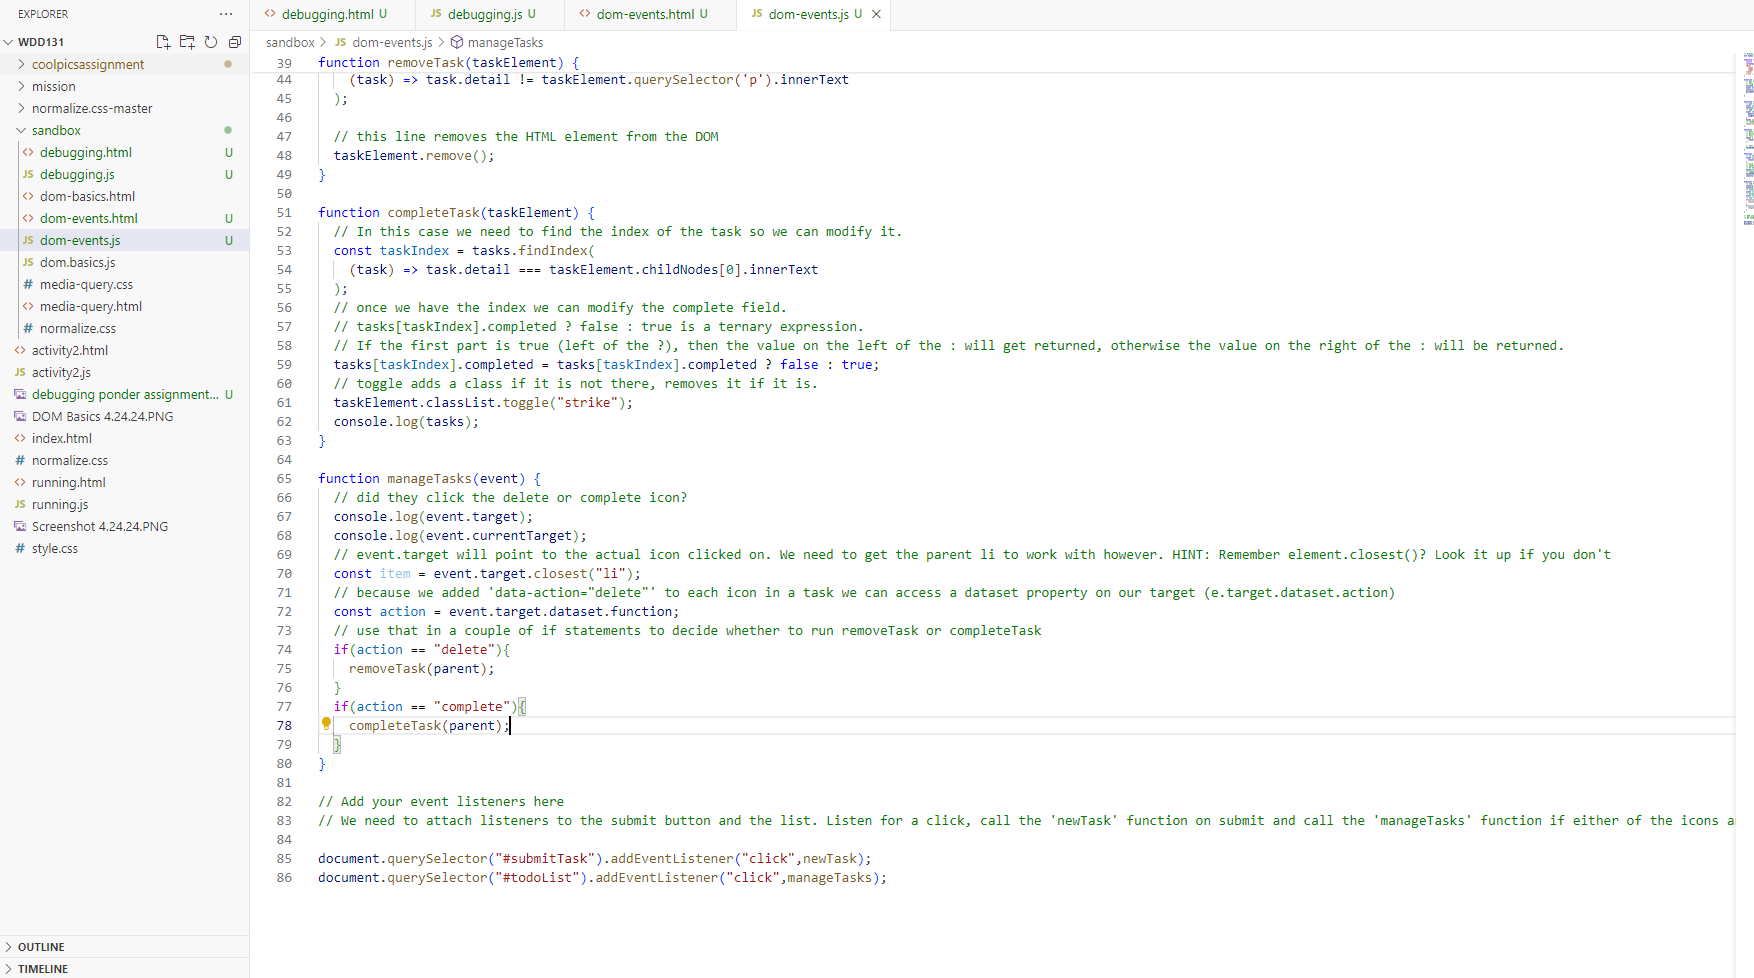 EXPLORER ...
WDD131
coolpicsassignment
mission
normalize.css-master
sandbox
debugging.html U
debugging.js U
dom-basics.html
dom-events.html U
dom-events.js U
dom.basics.js
media-query.css
media-query.html
normalize.css
activity2.html
activity2.js
debugging ponder assignment... U
DOM Basics 4.24.24.PNG
index.html
normalize.css
running.html
running.js
Screenshot 4.24.24.PNG
style.css
OUTLINE
TIMELINE
debugging.html U JS debugging.js U dom-events.html U JS dom-events.js U
sandbox > JS dom-events.js > manageTasks
39 function removeTask(taskElement) {
44 (task) => task.detail != taskElement.querySelector('p').innerText
45 );
46
47 // this line removes the HTML element from the DOM
48 taskElement.remove();
49 }
50
51 function completeTask(taskElement) {
52 // In this case we need to find the index of the task so we can modify it.
53 const taskIndex = tasks.findIndex(
54 (task) => task.detail === taskElement.childNodes[0].innerText
55 );
56 // once we have the index we can modify the complete field.
57 // tasks[taskIndex].completed ? false : true is a ternary expression.
58 // If the first part is true (left of the ?), then the value on the left of the : will get returned, otherwise the value on the right of the : will be returned.
59 tasks[taskIndex].completed = tasks[taskIndex].completed ? false : true;
60 // toggle adds a class if it is not there, removes it if it is.
61 taskElement.classList.toggle("strike");
62 console.log(tasks);
63 }
64
65 function manageTasks(event) {
66 // did they click the delete or complete icon?
67 console.log(event.target);
68 console.log(event.currentTarget);
69 // event.target will point to the actual icon clicked on. We need to get the parent li to work with however. HINT: Remember element.closest()? Look it up if you don't
70 const item = event.target.closest("li");
71 // because we added 'data-action="delete"' to each icon in a task we can access a dataset property on our target (e.target.dataset.action)
72 const action = event.target.dataset.function;
73 // use that in a couple of if statements to decide whether to run removeTask or completeTask
74 if(action == "delete"){
75 removeTask(parent);
76 }
77 if(action == "complete"){
78 completeTask(parent);
79 }
80 }
81
82 // Add your event listeners here
83 // We need to attach listeners to the submit button and the list. Listen for a click, call the 'newTask' function on submit and call the 'manageTasks' function if either of the icons a
84
85 document.querySelector("#submitTask").addEventListener("click",newTask);
86 document.querySelector("#todoList").addEventListener("click",manageTasks);